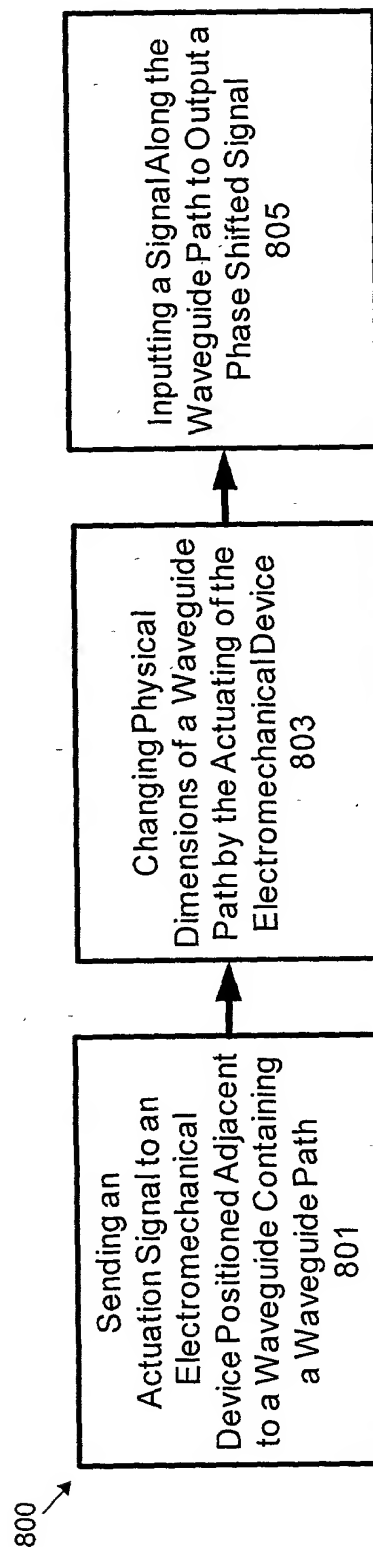 800
Sending an
Actuation Signal to an
Electromechanical
Device Positioned Adjacent
to a Waveguide Containing
a Waveguide Path
801
Changing Physical
Dimensions of a Waveguide
Path by the Actuating of the
Electromechanical Device
803
Inputting a Signal Along the
Waveguide Path to Output a
Phase Shifted Signal
805